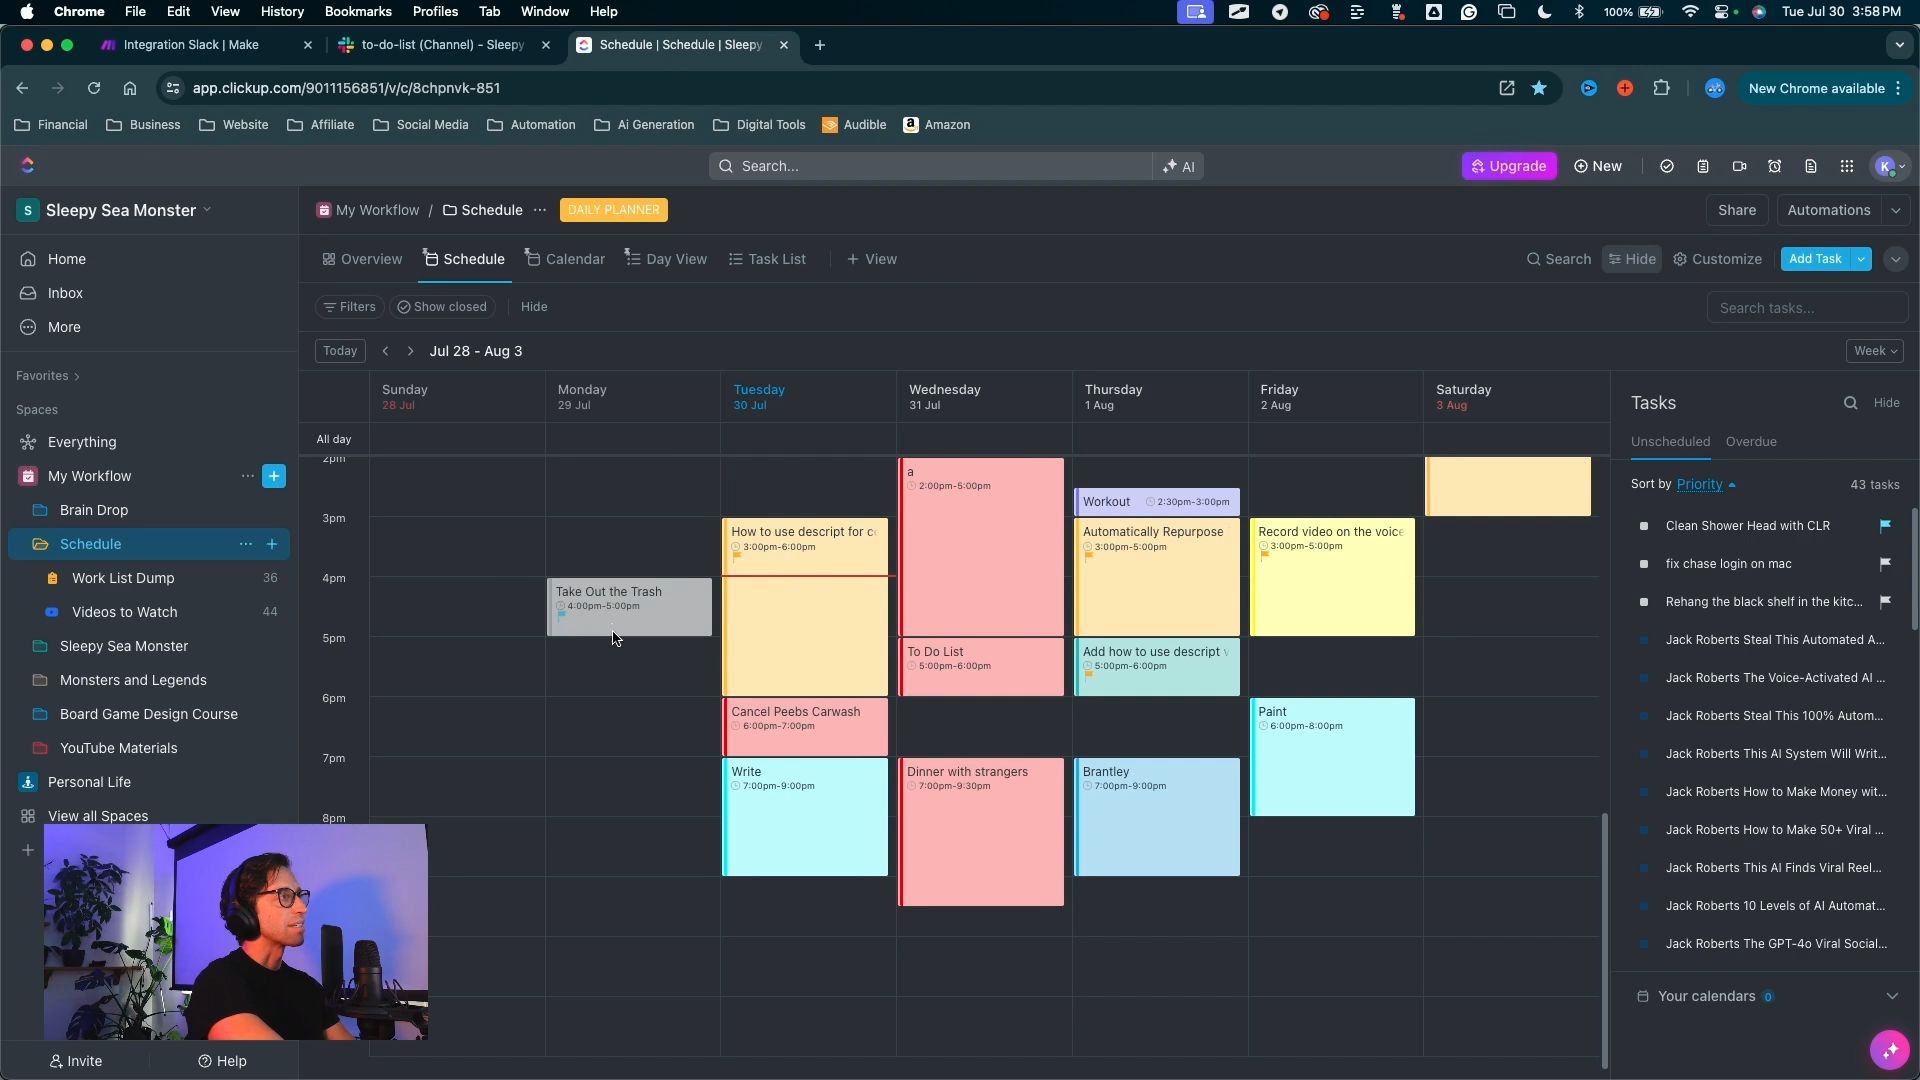 Chrome File Edit View History Bookmarks Profiles Tab Window Help 100% Tue Jul 30 3:58 PM
Integration Slack | Make
to-do-list (Channel) - Sleepy
Schedule | Schedule | Sleepy
app.clickup.com/9011156851/v/c/8chpnvk-851
New Chrome available
Financial Business Website Affiliate Social Media Automation Ai Generation Digital Tools Audible Amazon
Search...
AI
Upgrade
New
K
S Sleepy Sea Monster
My Workflow / Schedule ... DAILY PLANNER
Share
Automations
Home
Inbox
More
Favorites
Spaces
Everything
My Workflow
Brain Drop
Schedule
Work List Dump 36
Videos to Watch 44
Sleepy Sea Monster
Monsters and Legends
Board Game Design Course
YouTube Materials
Personal Life
View all Spaces
Invite
Help
Overview Schedule Calendar Day View Task List + View
Search Hide Customize Add Task
Filters Show closed Hide
Search tasks...
Today Jul 28 - Aug 3
Week
Sunday
28 Jul
Monday
29 Jul
Tuesday
30 Jul
Wednesday
31 Jul
Thursday
1 Aug
Friday
2 Aug
Saturday
3 Aug
All day
2pm
3pm
4pm
5pm
6pm
7pm
8pm
Take Out the Trash
4:00pm-5:00pm
How to use descript for c
3:00pm-6:00pm
Cancel Peebs Carwash
6:00pm-7:00pm
Write
7:00pm-9:00pm
a
2:00pm-5:00pm
To Do List
5:00pm-6:00pm
Dinner with strangers
7:00pm-9:30pm
Workout 2:30pm-3:00pm
Automatically Repurpose
3:00pm-5:00pm
Add how to use descript v
5:00pm-6:00pm
Brantley
7:00pm-9:00pm
Record video on the voice
3:00pm-5:00pm
Paint
6:00pm-8:00pm
Tasks
Hide
Unscheduled Overdue
Sort by Priority 43 tasks
Clean Shower Head with CLR
fix chase login on mac
Rehang the black shelf in the kitc...
Jack Roberts Steal This Automated A...
Jack Roberts The Voice-Activated AI ...
Jack Roberts Steal This 100% Autom...
Jack Roberts This AI System Will Writ...
Jack Roberts How to Make Money wit...
Jack Roberts How to Make 50+ Viral ...
Jack Roberts This AI Finds Viral Reel...
Jack Roberts 10 Levels of AI Automat...
Jack Roberts The GPT-4o Viral Social...
Your calendars 0